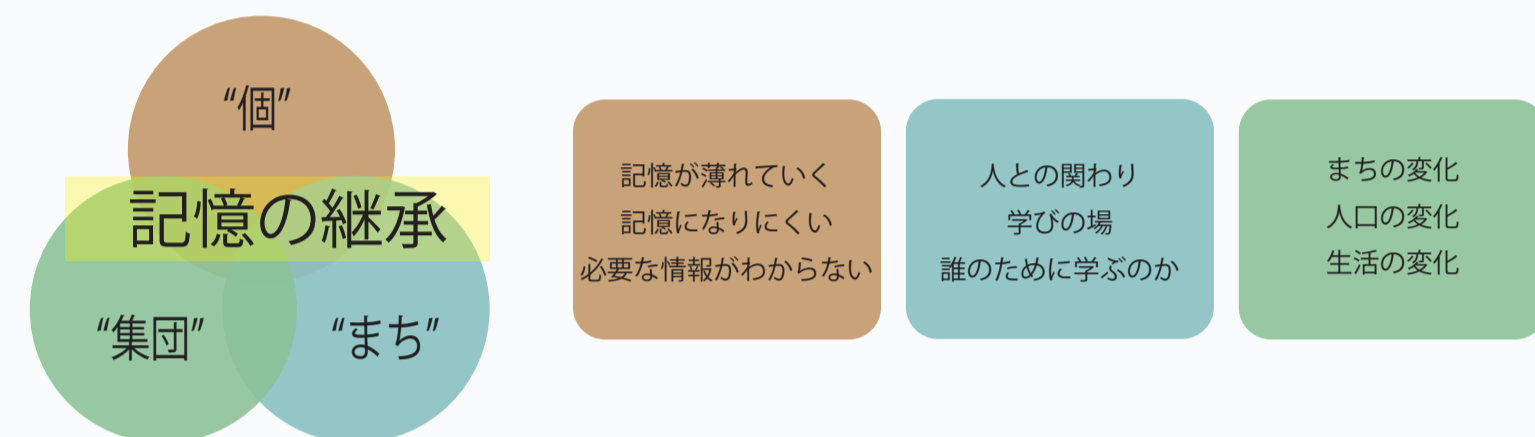 “個”
記憶の継承
“集団”
“まち”
記憶が薄れていく
記憶になりにくい
必要な情報がわからない
人との関わり
学びの場
誰のために学ぶのか
まちの変化
人口の変化
生活の変化